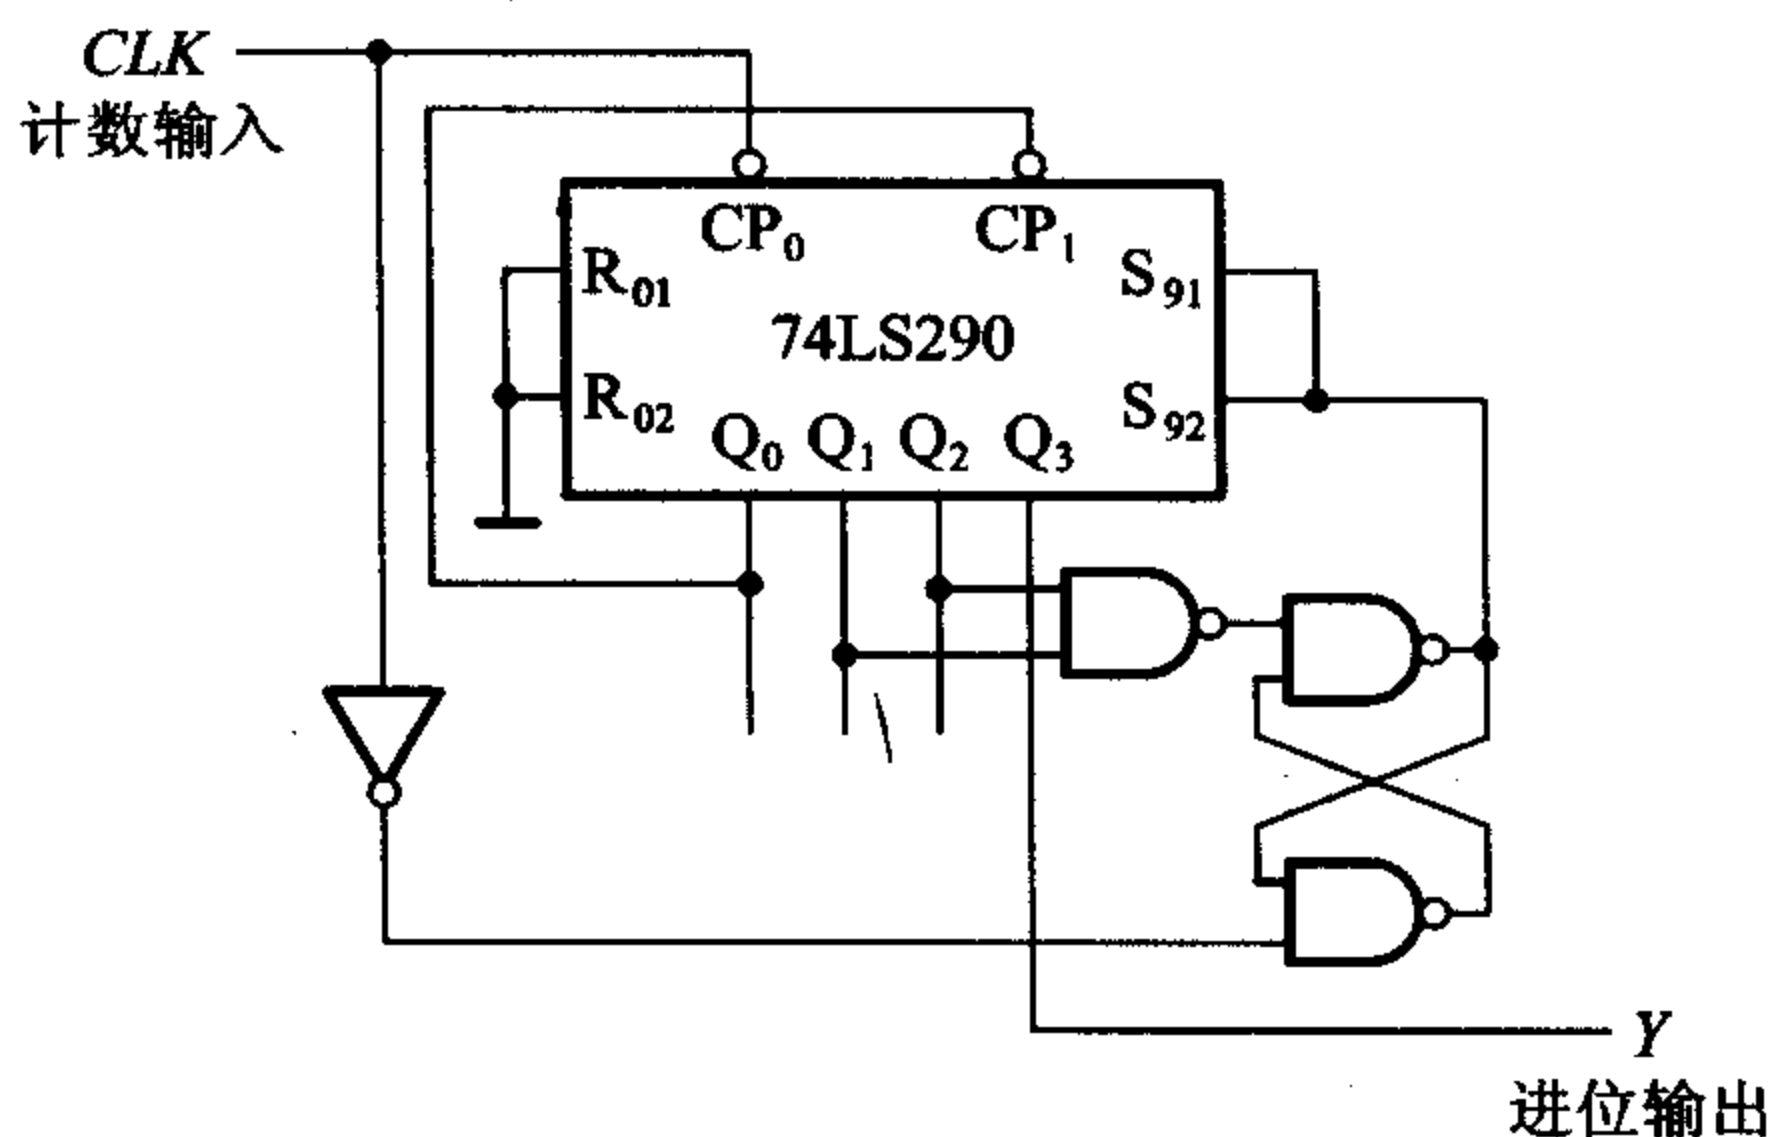 CLK
计数输入
CP₀ CP₁
R₀₁ S₉₁
74LS290
R₀₂ S₉₂
Q₀ Q₁ Q₂ Q₃
Y
进位输出